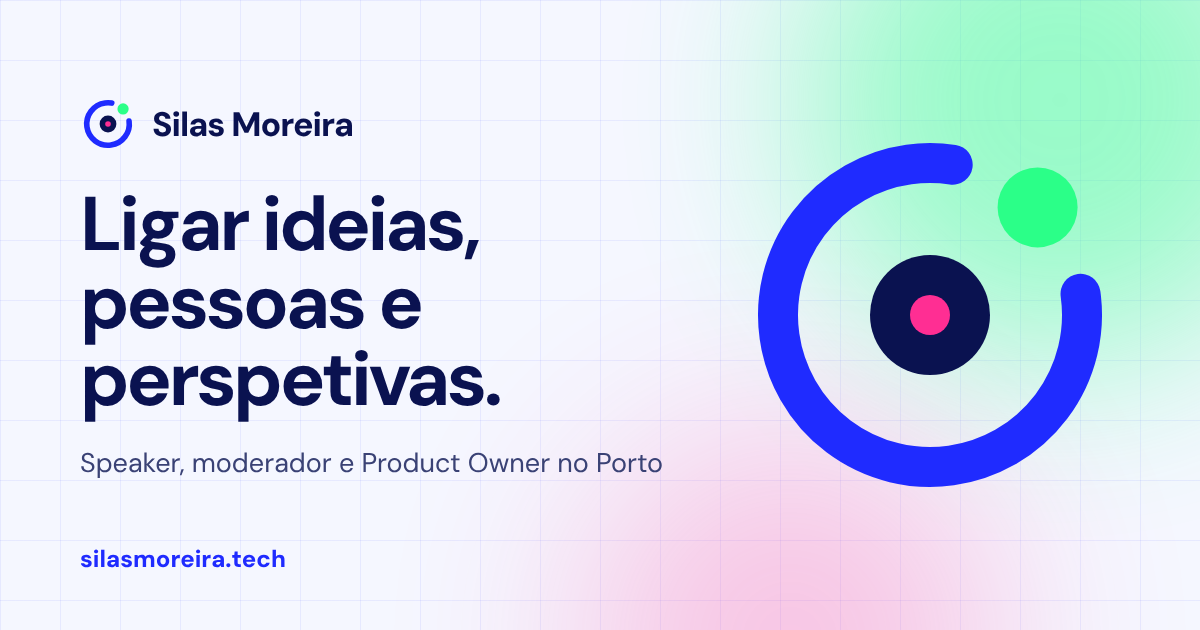 Silas Moreira
Ligar ideias,
pessoas e
perspetivas.
Speaker, moderador e Product Owner no Porto
silasmoreira.tech